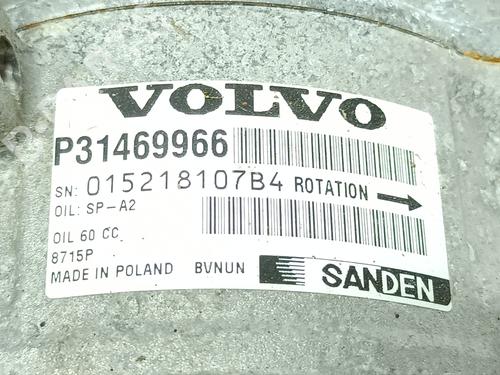 VOLVO
P31469966
SN: 015218107B4 ROTATION →
OIL: SP-A2
OIL 60 CC
8715P
MADE IN POLAND BVNUN SANDEN